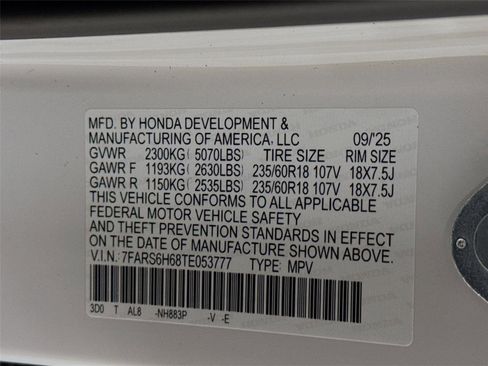 MFD. BY HONDA DEVELOPMENT &
MANUFACTURING OF AMERICA, LLC 09/'25
GVWR 2300KG( 5070LBS) TIRE SIZE RIM SIZE
GAWR F 1193KG( 2630LBS) 235/60R18 107V 18X7.5J
GAWR R 1150KG( 2535LBS) 235/60R18 107V 18X7.5J
THIS VEHICLE CONFORMS TO ALL APPLICABLE
FEDERAL MOTOR VEHICLE SAFETY
AND THEFT PREVENTION STANDARDS IN EFFECT
ON THE DATE OF MANUFACTURE SHOWN ABOVE.
V.I.N.:7FARS6H68TE053777 TYPE: MPV
3D0 T AL8 -NH883P -V -E